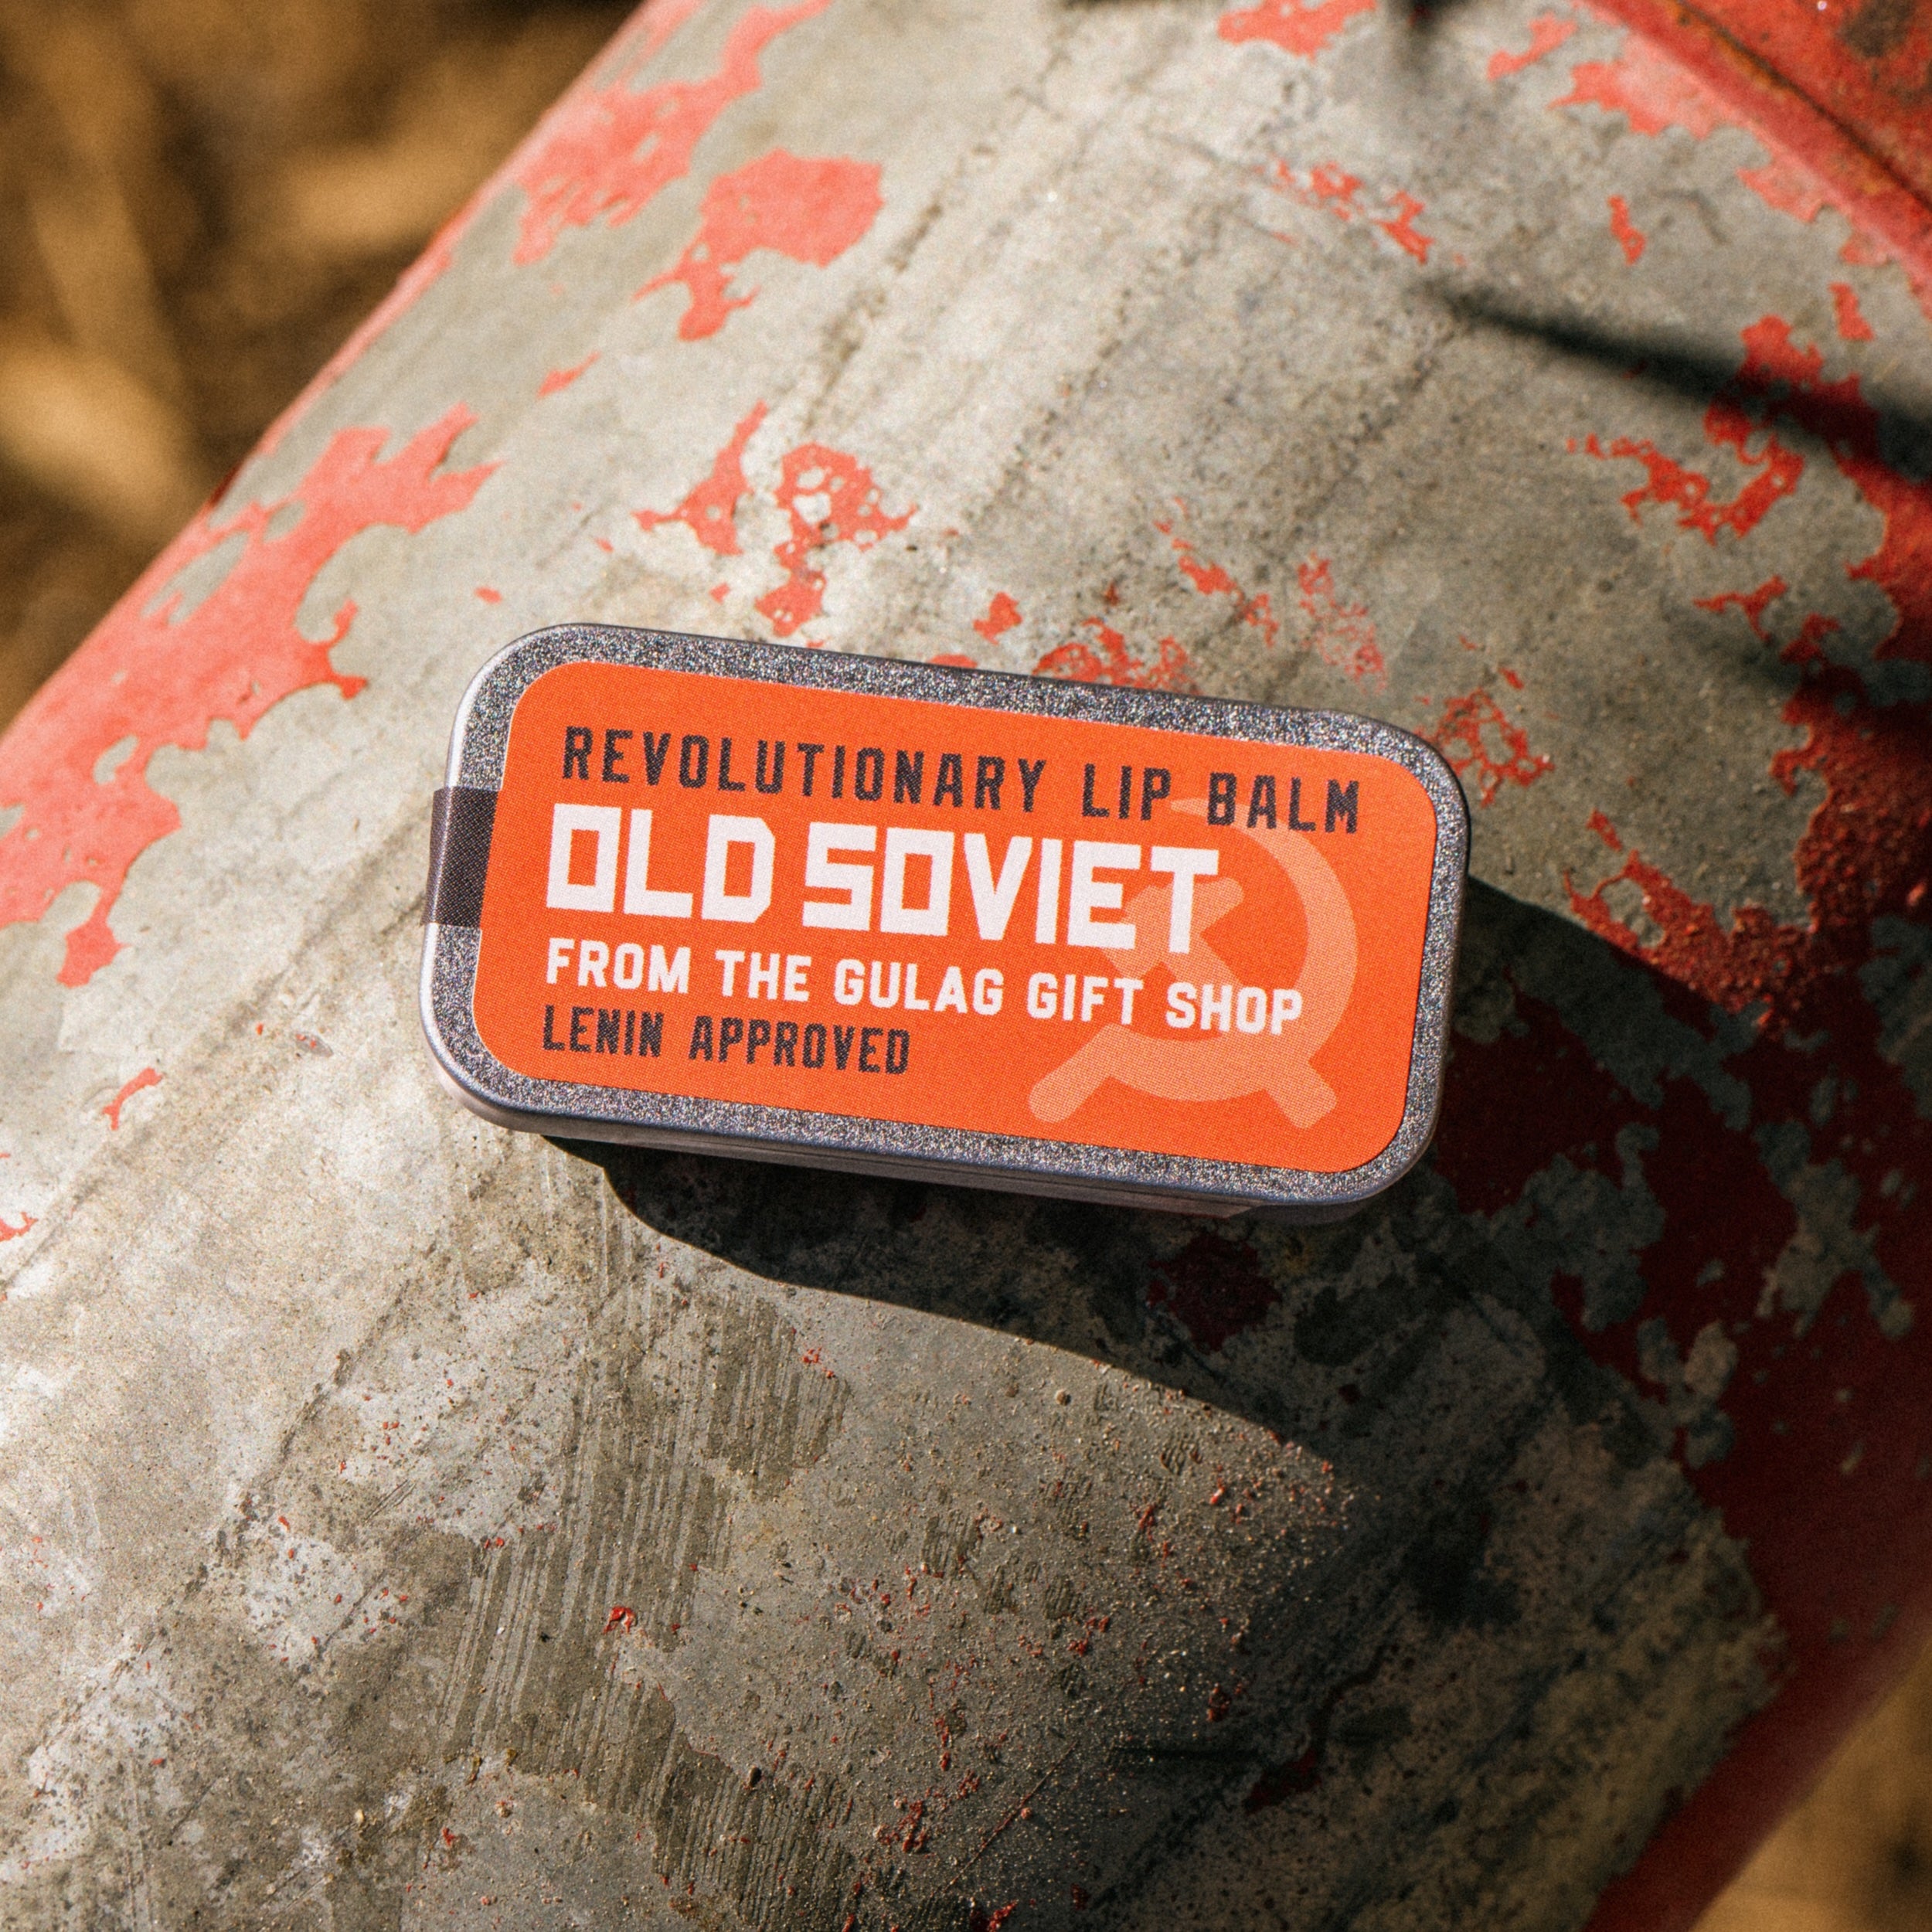 REVOLUTIONARY LIP BALM
OLD SOVIET
FROM THE GULAG GIFT SHOP
LENIN APPROVED